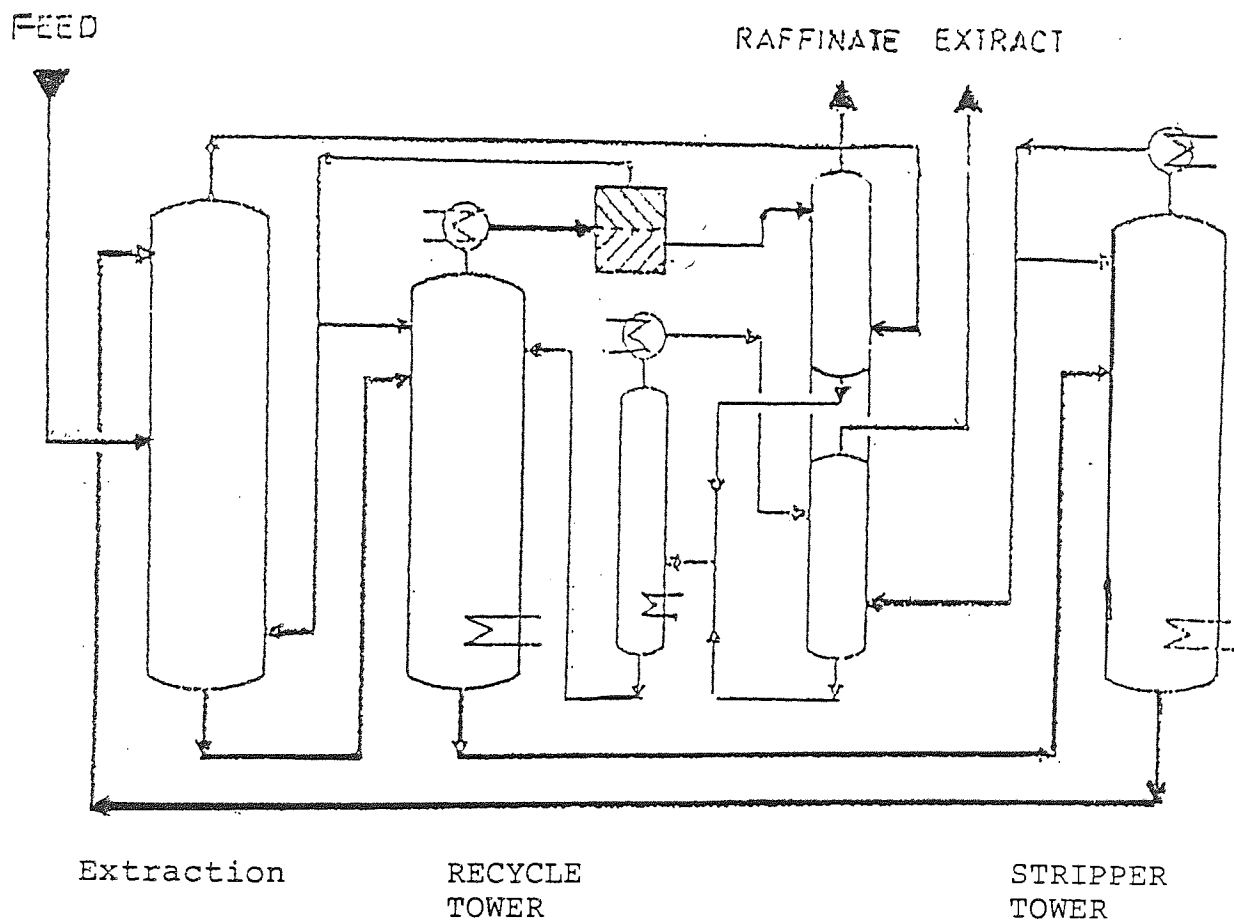 FEED
RAFFINATE EXTRACT
Extraction
RECYCLE
TOWER
STRIPPER
TOWER